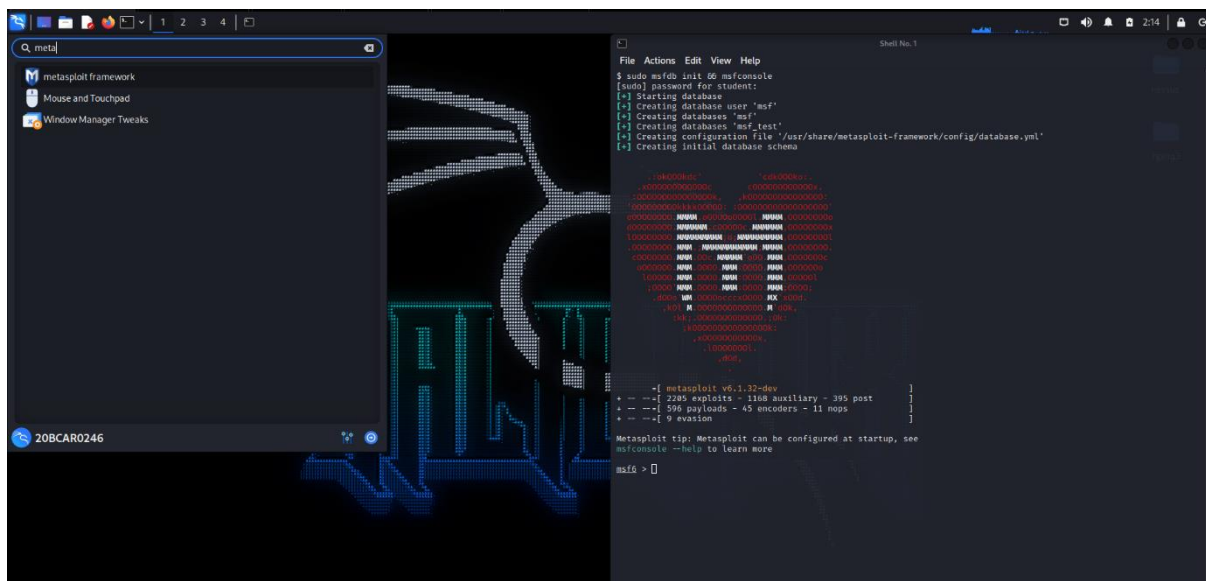 1 2 3 4
2:14
meta
metasploit framework
Mouse and Touchpad
Window Manager Tweaks
20BCAR0246
Shell No. 1
File Actions Edit View Help
$ sudo msfdb init && msfconsole
[sudo] password for student:
[+] Starting database
[+] Creating database user 'msf'
[+] Creating databases 'msf'
[+] Creating databases 'msf_test'
[+] Creating configuration file '/usr/share/metasploit-framework/config/database.yml'
[+] Creating initial database schema
=[ metasploit v6.1.32-dev ]
+ -- --=[ 2205 exploits - 1168 auxiliary - 395 post ]
+ -- --=[ 596 payloads - 45 encoders - 11 nops ]
+ -- --=[ 9 evasion ]
Metasploit tip: Metasploit can be configured at startup, see
msfconsole --help to learn more
msf6 >